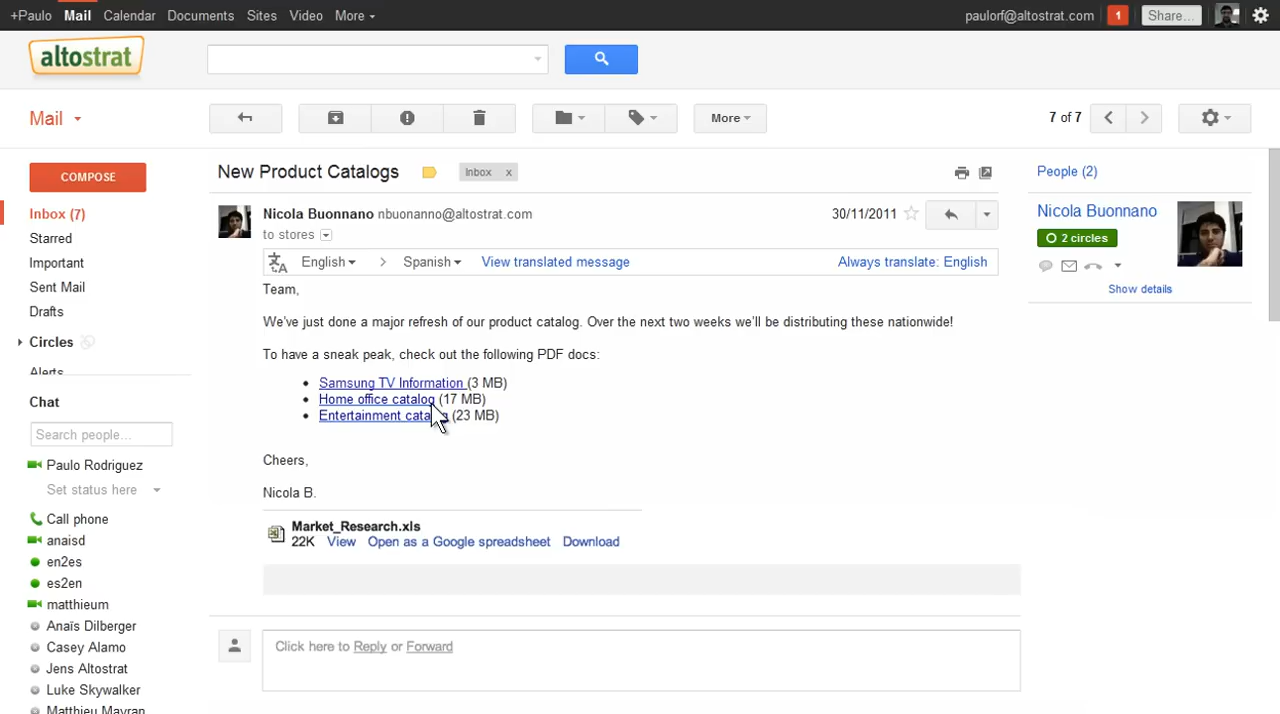 +Paulo Mail Calendar Documents Sites Video More paulorf@altostrat.com 1 Share...
altostrat
Mail More 7 of 7
COMPOSE
Inbox (7)
Starred
Important
Sent Mail
Drafts
Circles
Alerts
Chat
Search people...
Paulo Rodriguez
Set status here
Call phone
anaisd
en2es
es2en
matthieum
Anaïs Dilberger
Casey Alamo
Jens Altostrat
Luke Skywalker
Matthieu Mayran
New Product Catalogs Inbox x
Nicola Buonnano nbuonanno@altostrat.com 30/11/2011
to stores
English > Spanish View translated message Always translate: English
Team,
We've just done a major refresh of our product catalog. Over the next two weeks we'll be distributing these nationwide!
To have a sneak peak, check out the following PDF docs:
• Samsung TV Information (3 MB)
• Home office catalog (17 MB)
• Entertainment catalog (23 MB)
Cheers,
Nicola B.
Market_Research.xls
22K View Open as a Google spreadsheet Download
Click here to Reply or Forward
People (2)
Nicola Buonnano
2 circles
Show details